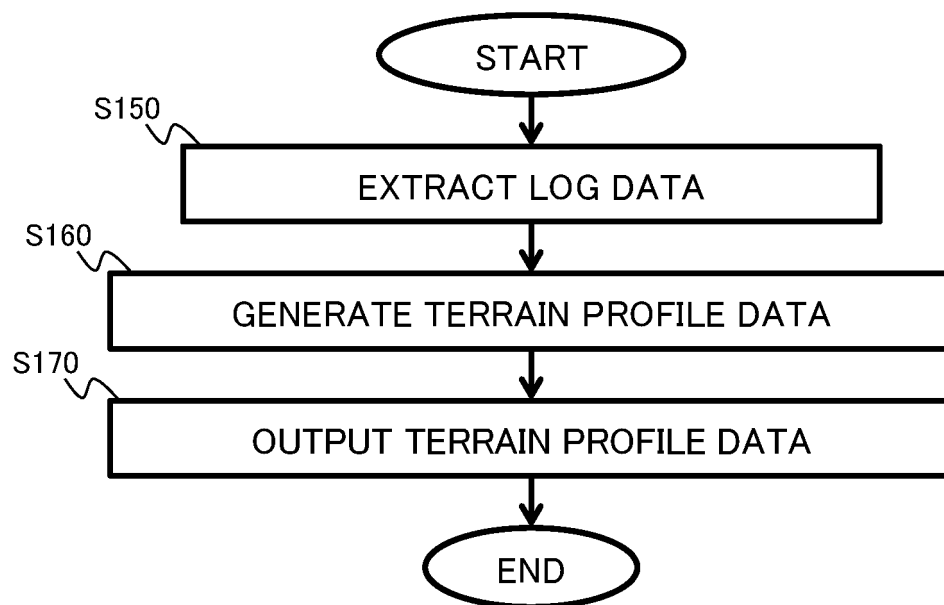 START
S150
EXTRACT LOG DATA
S160
GENERATE TERRAIN PROFILE DATA
S170
OUTPUT TERRAIN PROFILE DATA
END